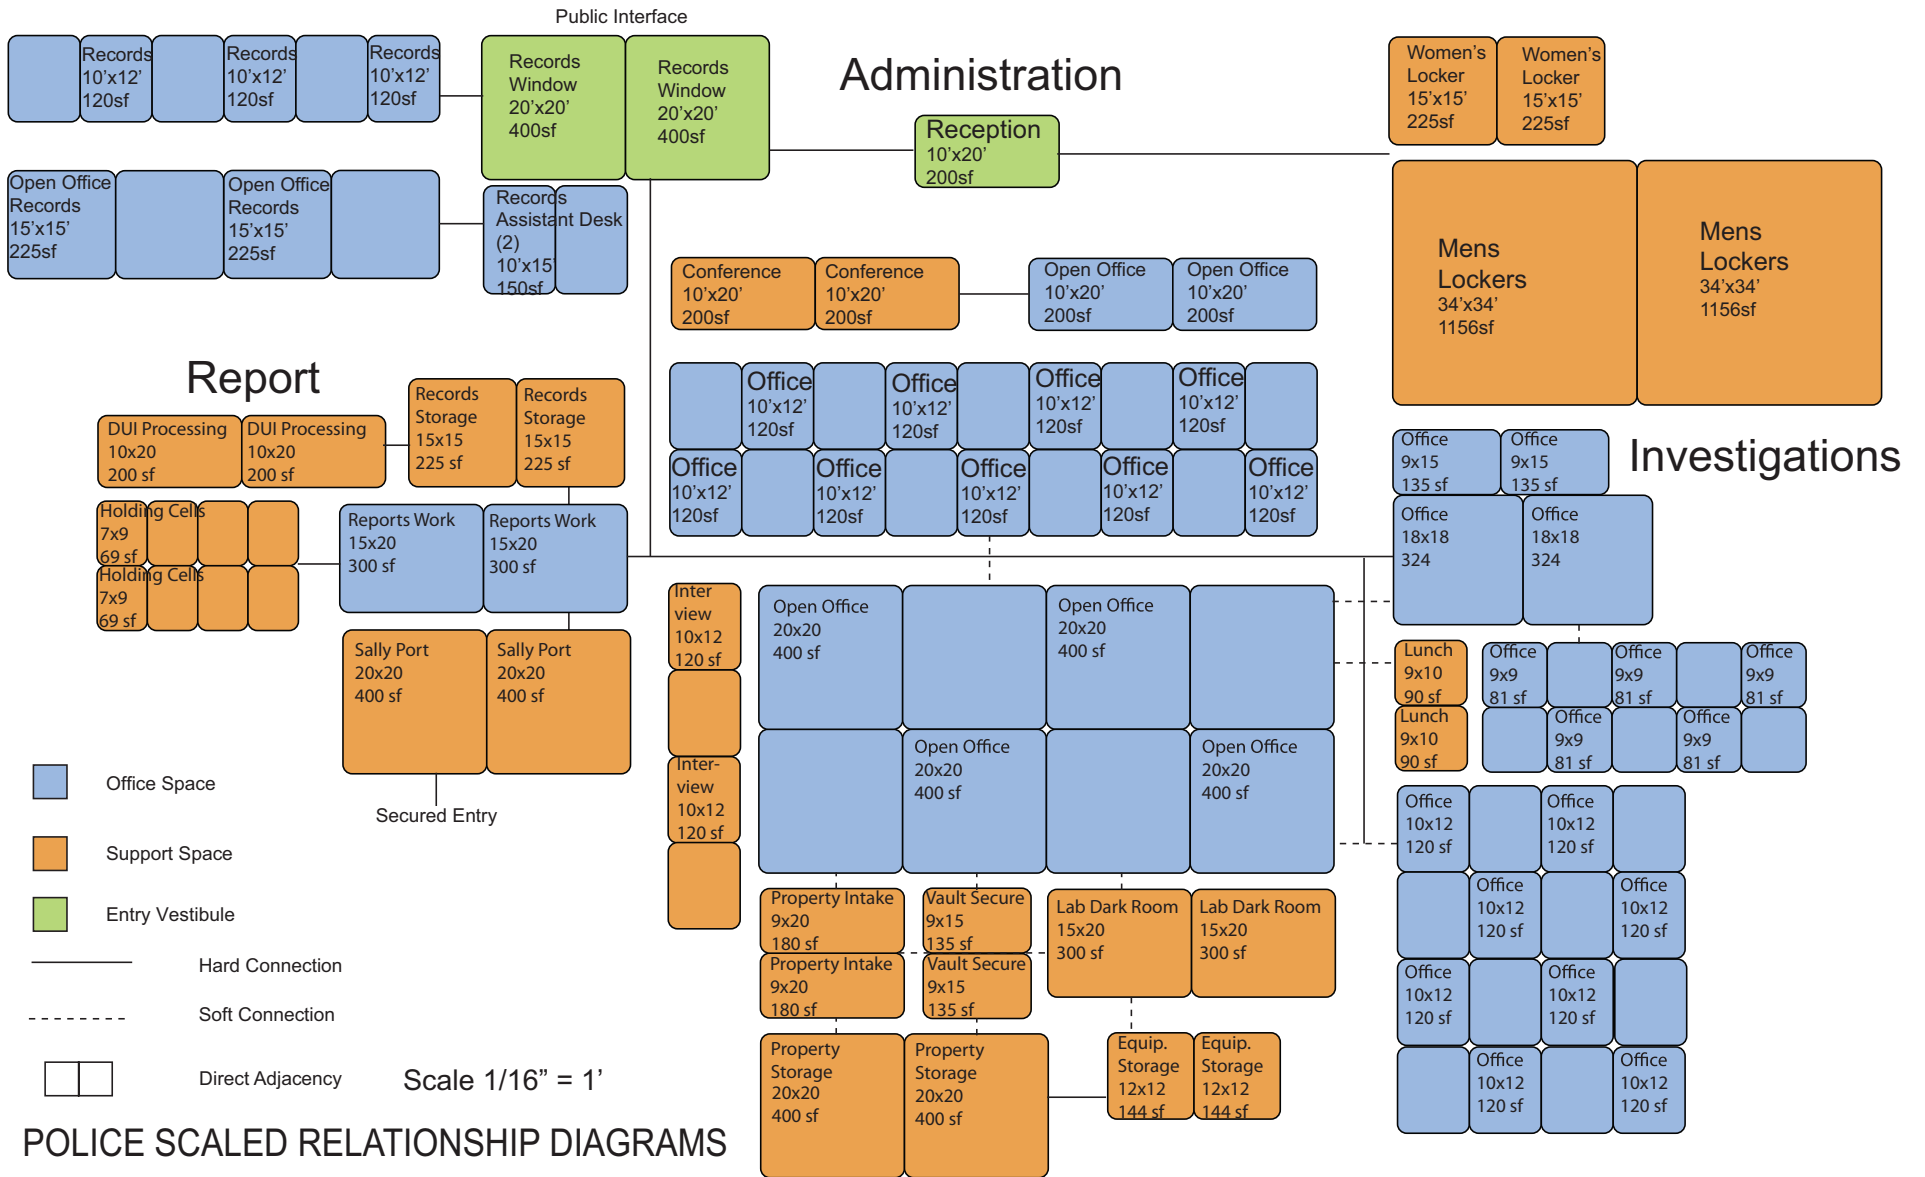 Public Interface
Records
10'x12'
120sf
Records
10'x12'
120sf
Records
10'x12'
120sf
Records
Window
20'x20'
400sf
Records
Window
20'x20'
400sf
Administration
Reception
10'x20'
200sf
Women's
Locker
15'x15'
225sf
Women's
Locker
15'x15'
225sf
Open Office
Records
15'x15'
225sf
Open Office
Records
15'x15'
225sf
Records
Assistant Desk
(2)
10'x15'
150sf
Mens
Lockers
34'x34'
1156sf
Mens
Lockers
34'x34'
1156sf
Conference
10'x20'
200sf
Conference
10'x20'
200sf
Open Office
10'x20'
200sf
Open Office
10'x20'
200sf
Report
DUI Processing
10x20
200 sf
DUI Processing
10x20
200 sf
Records
Storage
15x15
225 sf
Records
Storage
15x15
225 sf
Office
10'x12'
120sf
Office
10'x12'
120sf
Office
10'x12'
120sf
Office
10'x12'
120sf
Office
10'x12'
120sf
Office
10'x12'
120sf
Office
10'x12'
120sf
Office
10'x12'
120sf
Office
10'x12'
120sf
Investigations
Office
9x15
135 sf
Office
9x15
135 sf
Office
18x18
324
Office
18x18
324
Holding Cells
7x9
69 sf
Holding Cells
7x9
69 sf
Reports Work
15x20
300 sf
Reports Work
15x20
300 sf
Sally Port
20x20
400 sf
Sally Port
20x20
400 sf
Secured Entry
Inter
view
10x12
120 sf
Inter-
view
10x12
120 sf
Open Office
20x20
400 sf
Open Office
20x20
400 sf
Open Office
20x20
400 sf
Open Office
20x20
400 sf
Lunch
9x10
90 sf
Lunch
9x10
90 sf
Office
9x9
81 sf
Office
9x9
81 sf
Office
9x9
81 sf
Office
9x9
81 sf
Office
9x9
81 sf
Office
10x12
120 sf
Office
10x12
120 sf
Office
10x12
120 sf
Office
10x12
120 sf
Office
10x12
120 sf
Office
10x12
120 sf
Office
10x12
120 sf
Office
10x12
120 sf
Property Intake
9x20
180 sf
Property Intake
9x20
180 sf
Vault Secure
9x15
135 sf
Vault Secure
9x15
135 sf
Lab Dark Room
15x20
300 sf
Lab Dark Room
15x20
300 sf
Property
Storage
20x20
400 sf
Property
Storage
20x20
400 sf
Equip.
Storage
12x12
144 sf
Equip.
Storage
12x12
144 sf
Office Space
Support Space
Entry Vestibule
Hard Connection
Soft Connection
Direct Adjacency
Scale 1/16” = 1’
POLICE SCALED RELATIONSHIP DIAGRAMS